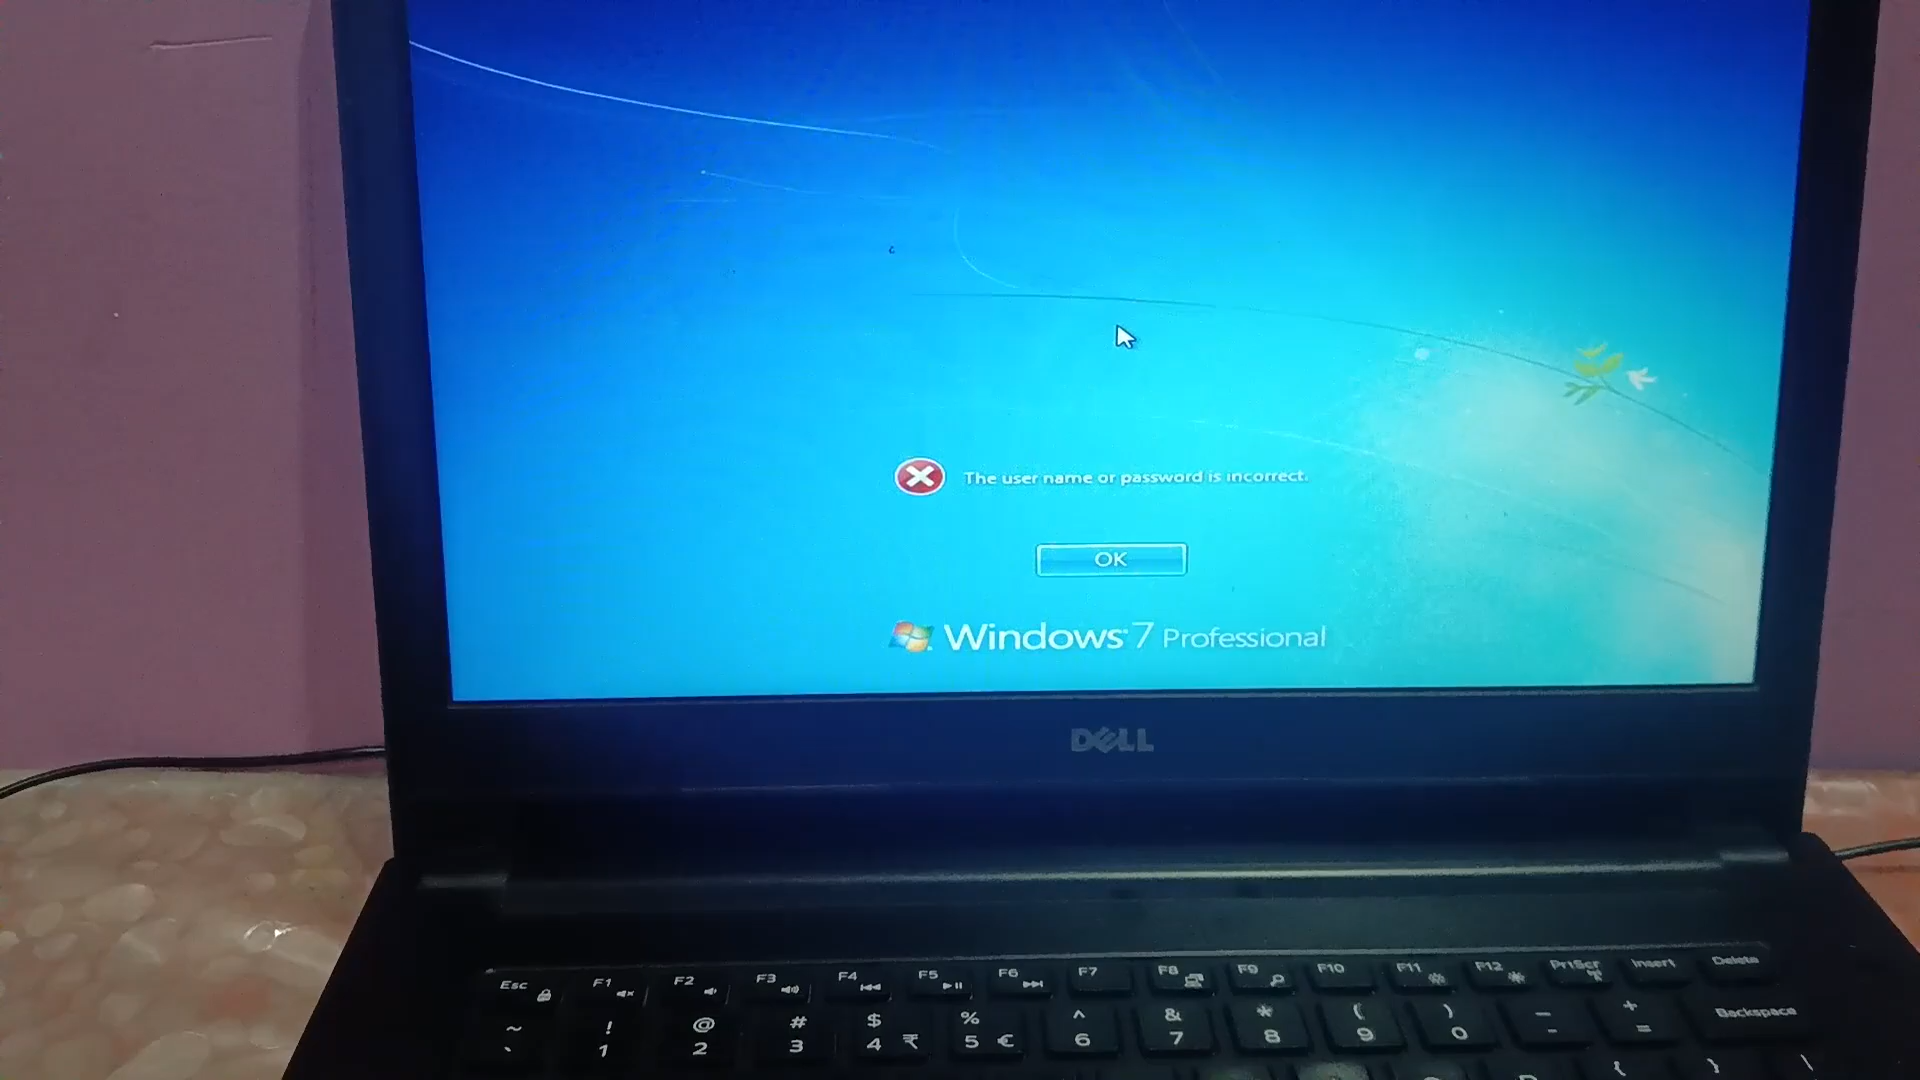 The user name or password is incorrect.
OK
Windows 7 Professional
DELL
Esc F1 F2 F3 F4 F5 F6 F7 F8 F9 F10 F11 F12 PrtScr Insert Delete
~ ! @ # $ % ^ & * ( ) _ + Backspace
` 1 2 3 4 ₹ 5 € 6 7 8 9 0 - =
{ } \